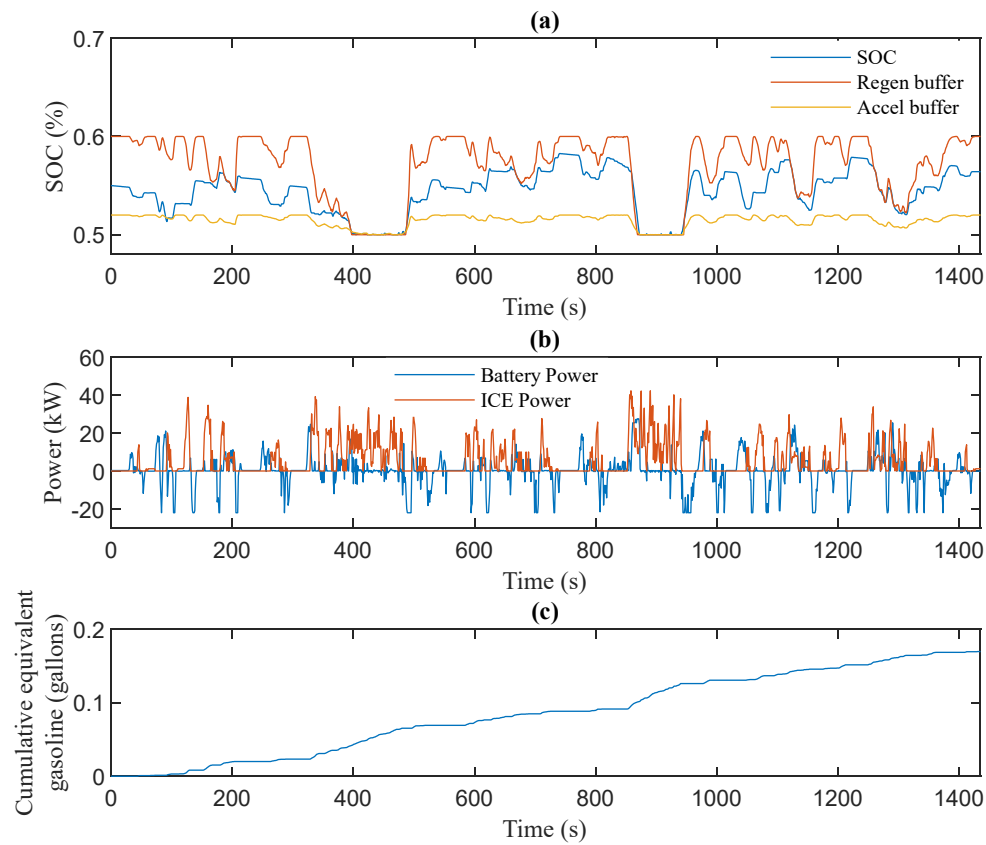 (a)
0.7
0.6
0.5
SOC (%)
SOC
Regen buffer
Accel buffer
0 200 400 600 800 1000 1200 1400
Time (s)
(b)
60
40
20
0
-20
Power (kW)
Battery Power
ICE Power
0 200 400 600 800 1000 1200 1400
Time (s)
(c)
0.2
0.1
0
Cumulative equivalent
gasoline (gallons)
0 200 400 600 800 1000 1200 1400
Time (s)